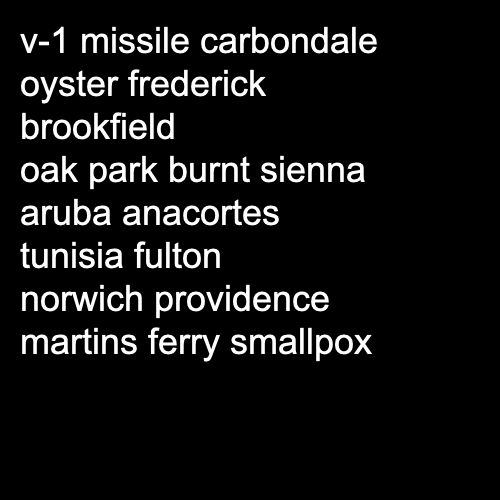 v-1 missile carbondale
oyster frederick
brookfield
oak park burnt sienna
aruba anacortes
tunisia fulton
norwich providence
martins ferry smallpox